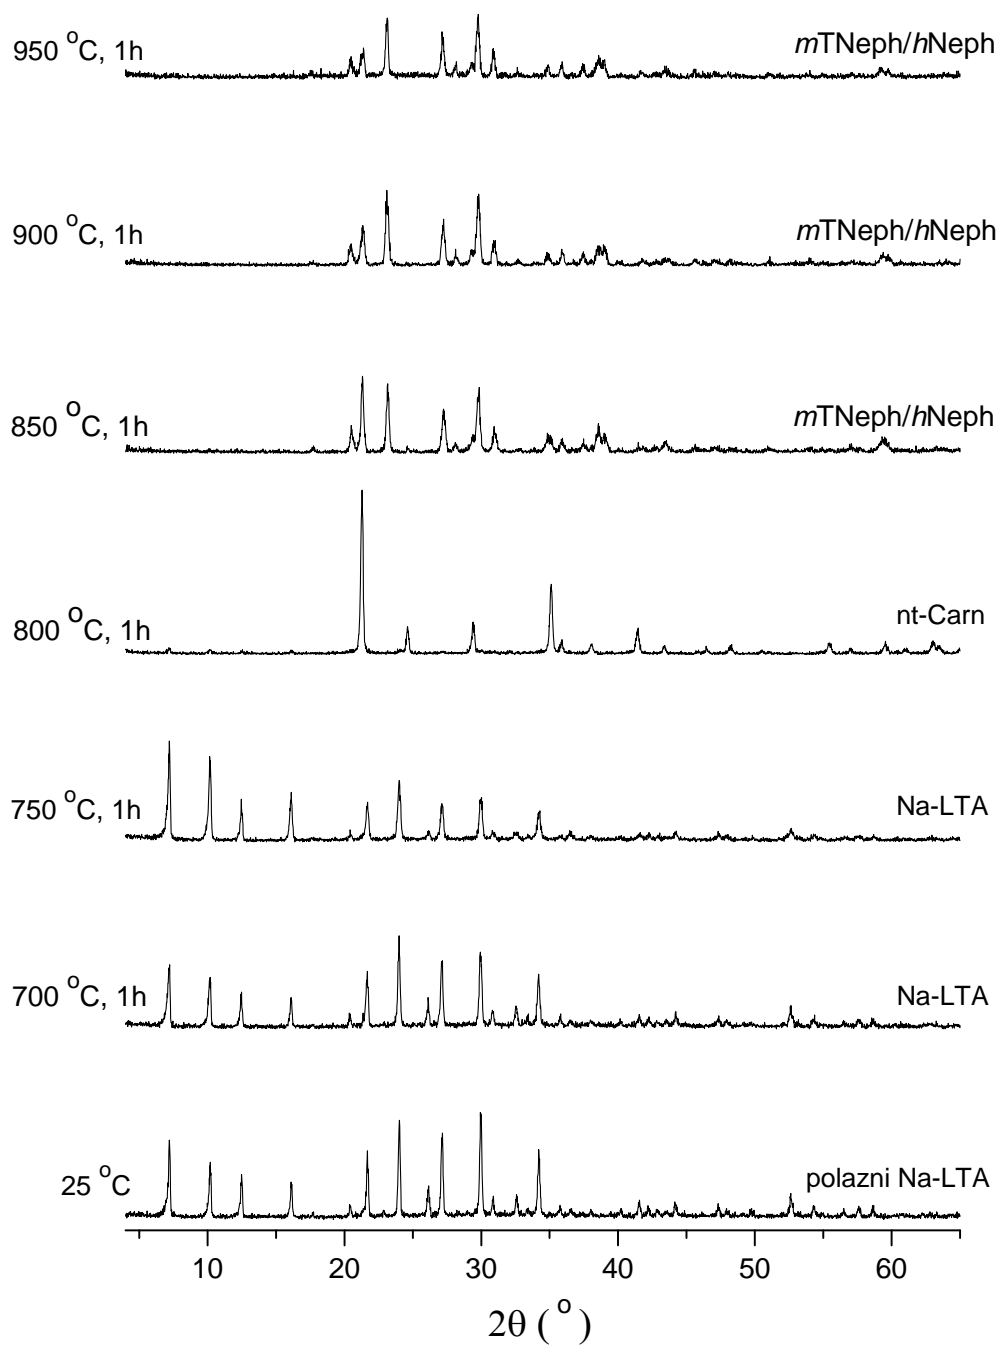 950 °C, 1h mTNeph/hNeph
900 °C, 1h mTNeph/hNeph
850 °C, 1h mTNeph/hNeph
800 °C, 1h nt-Carn
750 °C, 1h Na-LTA
700 °C, 1h Na-LTA
25 °C polazni Na-LTA
10 20 30 40 50 60
2θ (°)